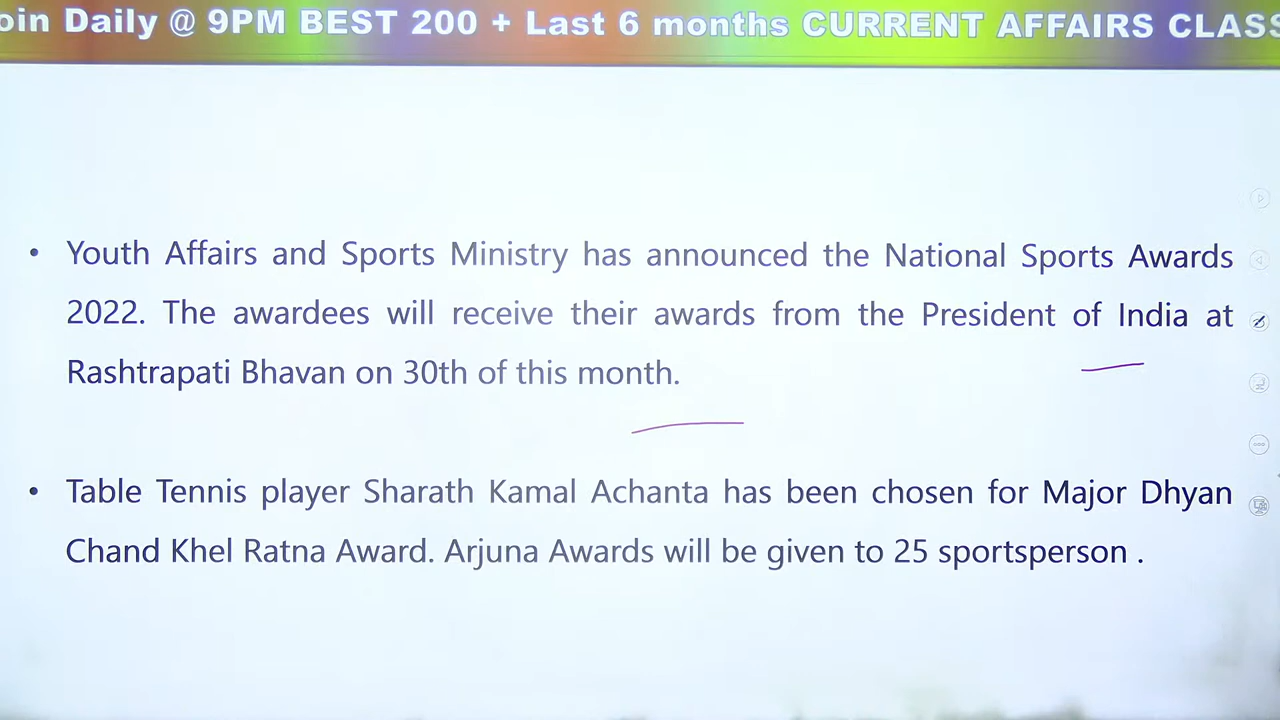 oin Daily @ 9PM BEST 200 + Last 6 months CURRENT AFFAIRS CLASS
• Youth Affairs and Sports Ministry has announced the National Sports Awards
2022. The awardees will receive their awards from the President of India at
Rashtrapati Bhavan on 30th of this month.
• Table Tennis player Sharath Kamal Achanta has been chosen for Major Dhyan
Chand Khel Ratna Award. Arjuna Awards will be given to 25 sportsperson .